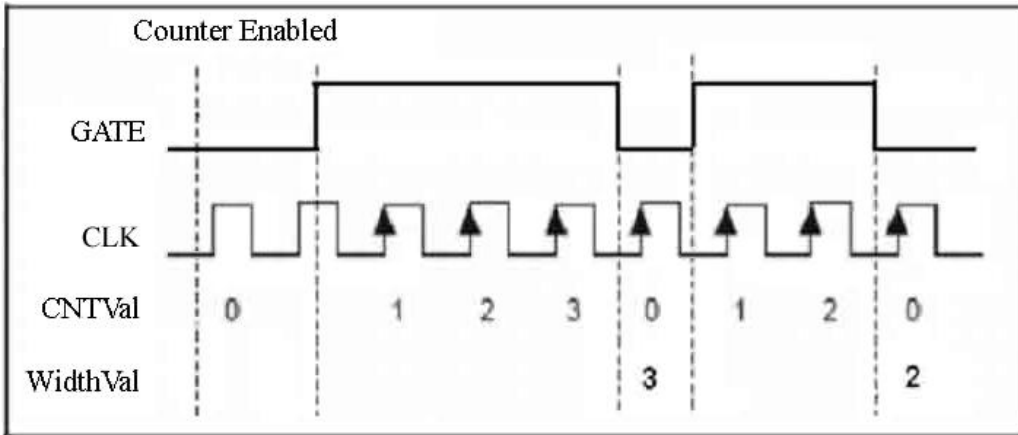 Counter Enabled
GATE
CLK
CNTVal 0 1 2 3 0 1 2 0
WidthVal 3 2